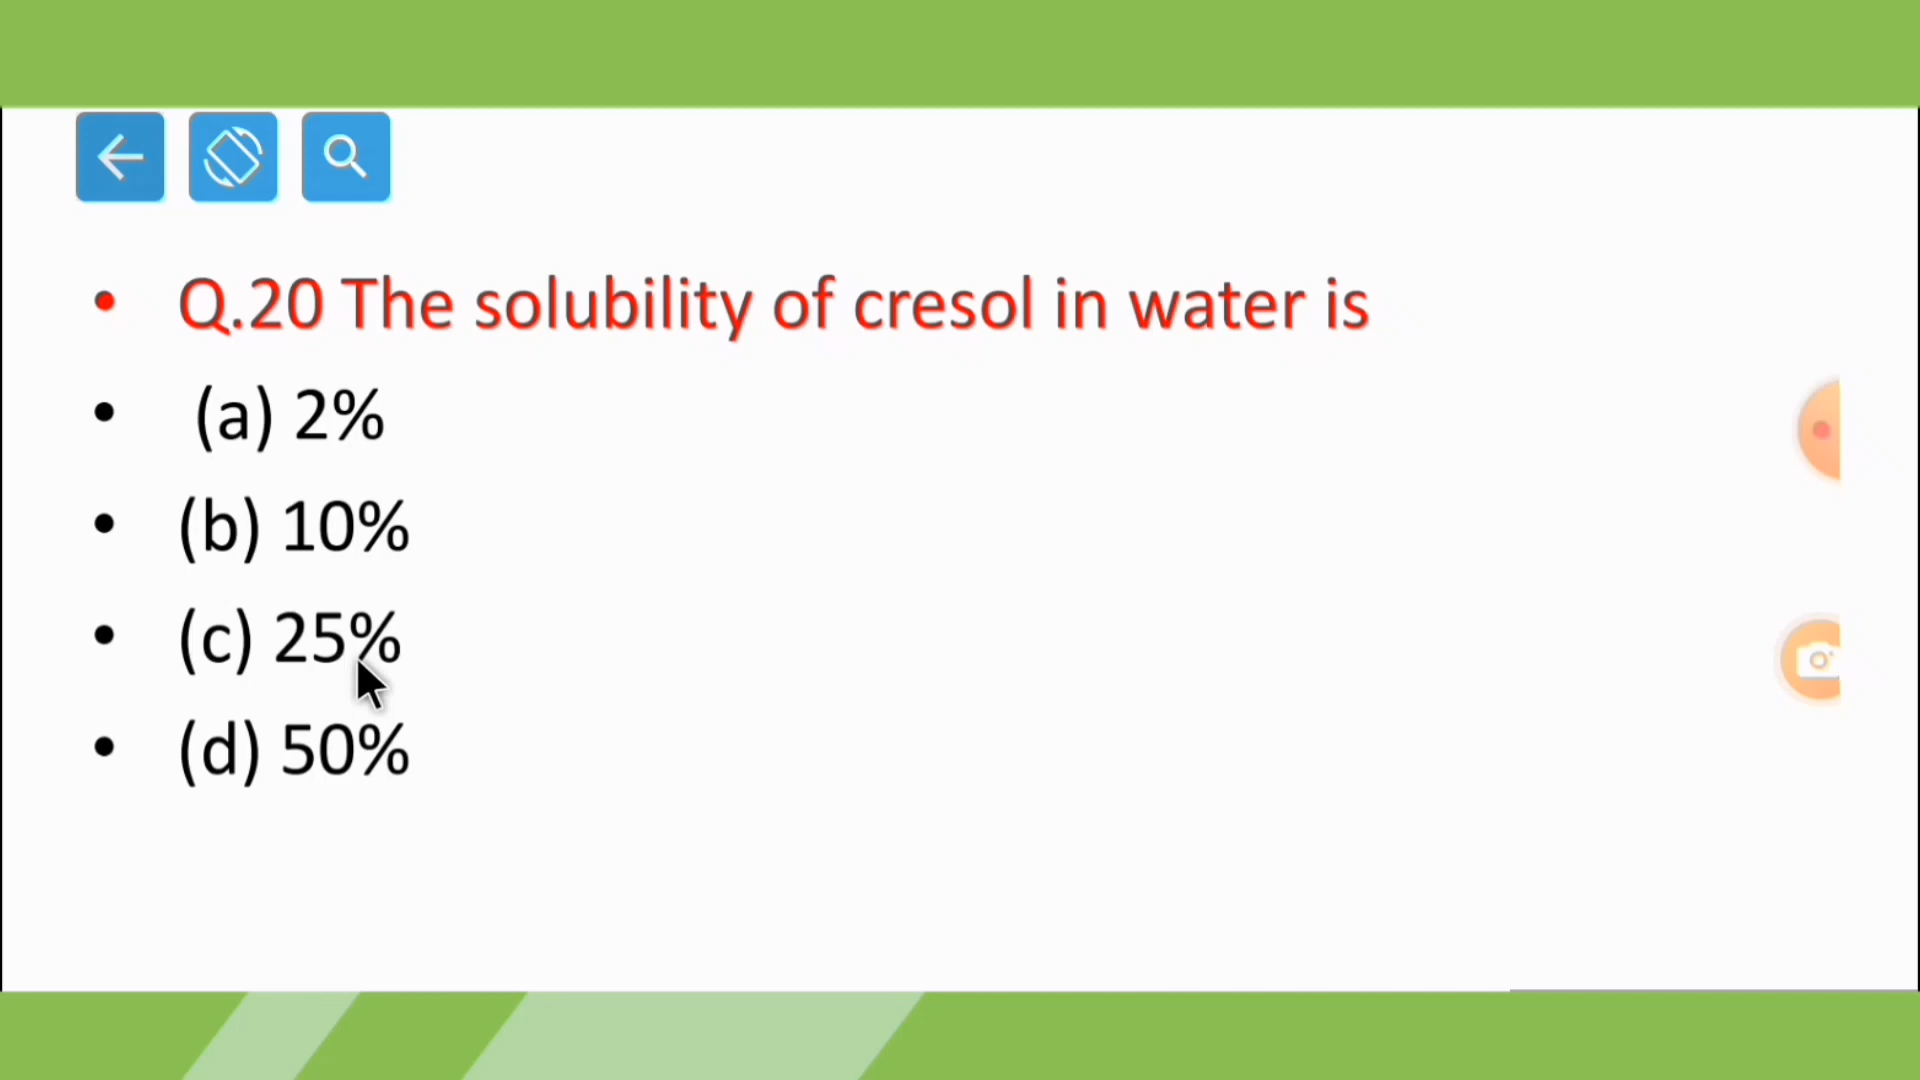 • Q.20 The solubility of cresol in water is
• (a) 2%
• (b) 10%
• (c) 25%
• (d) 50%